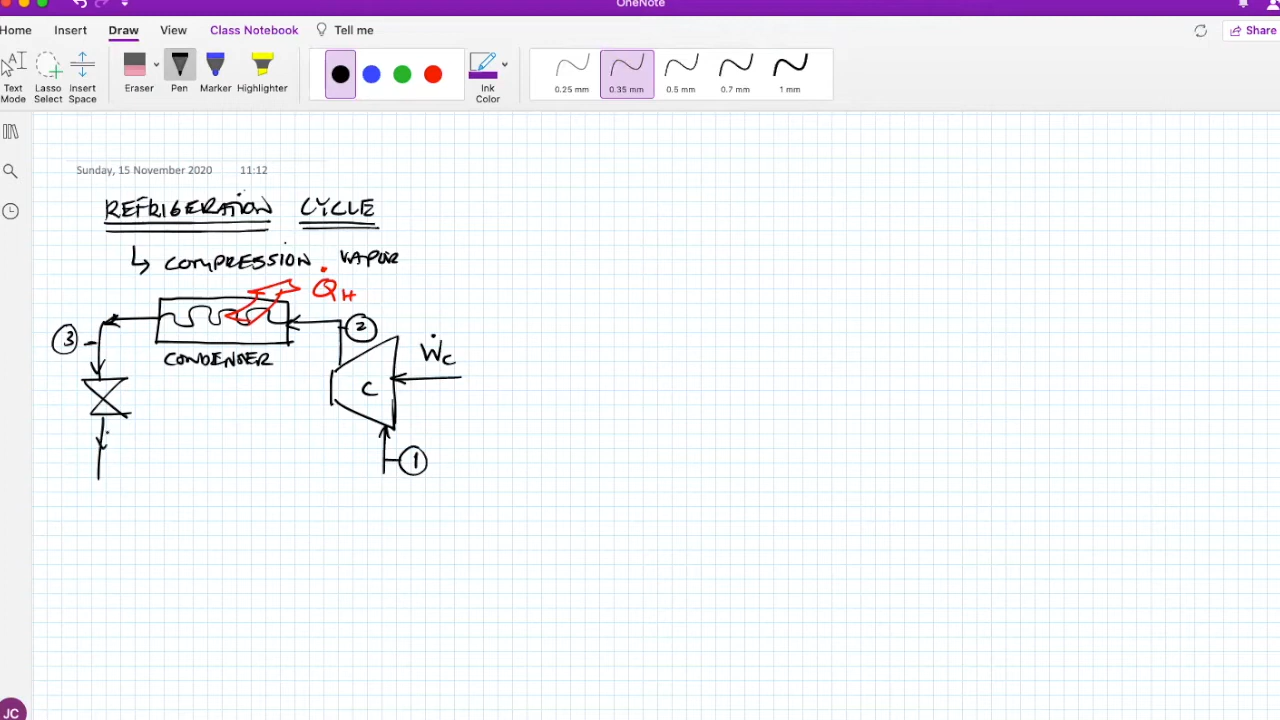 OneNote
Home Insert Draw View Class Notebook Tell me Share
Text Mode Lasso Select Insert Space Eraser Pen Marker Highlighter Ink Color 0.25 mm 0.35 mm 0.5 mm 0.7 mm 1 mm
Sunday, 15 November 2020 11:12
REFRIGERATION CYCLE
↳ COMPRESSION VAPOR
Q̇H
3
2
CONDENSER
ẆC
C
1
JC